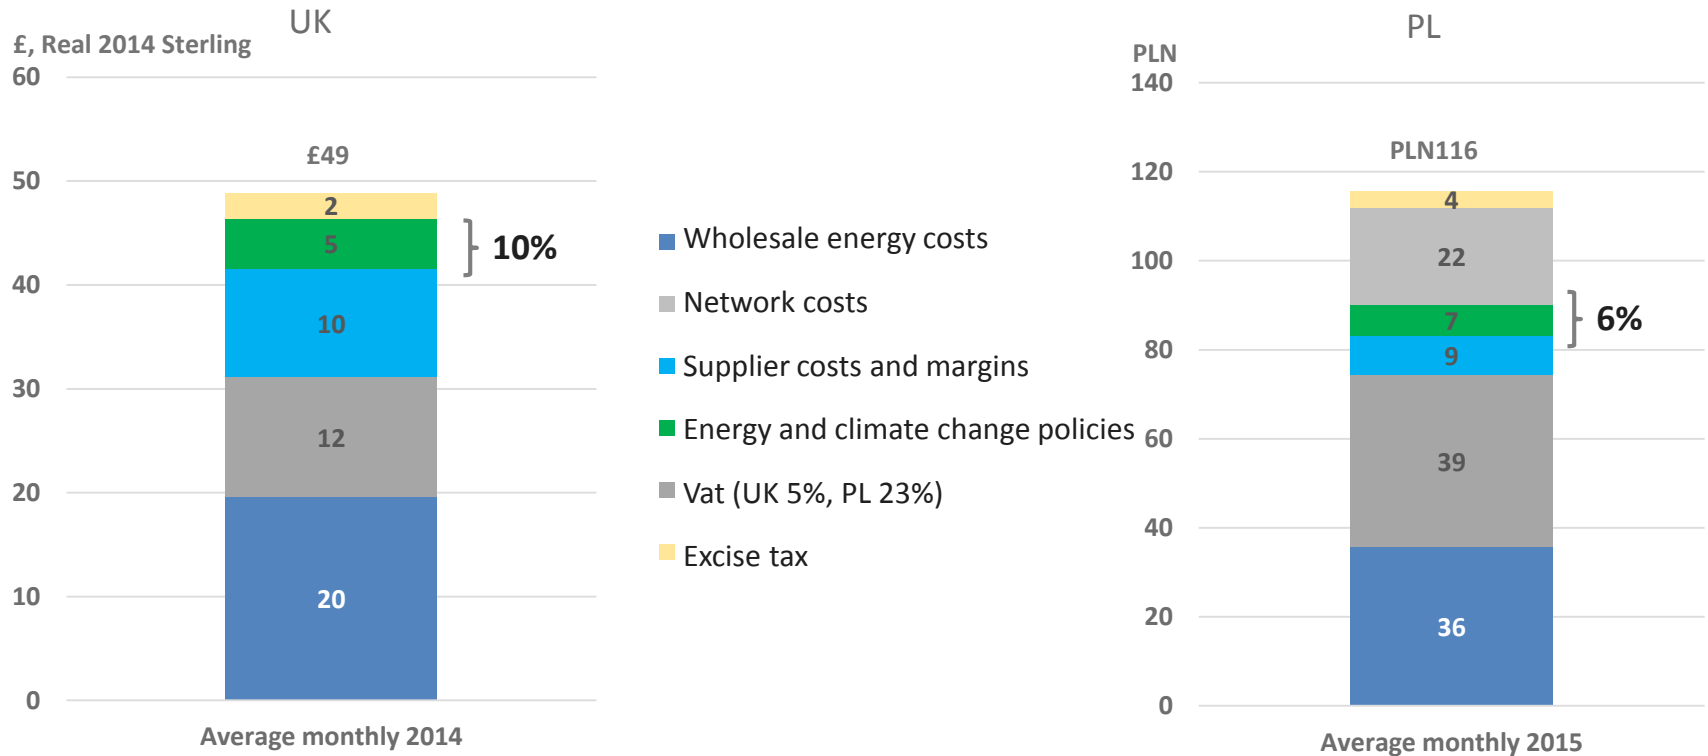 UK
£, Real 2014 Sterling
60
50
40
30
20
10
0
£49
2
5
10
12
20
10%
Average monthly 2014
Wholesale energy costs
Network costs
Supplier costs and margins
Energy and climate change policies
Vat (UK 5%, PL 23%)
Excise tax
PL
PLN
140
120
100
80
60
40
20
0
PLN116
4
22
7
9
39
36
6%
Average monthly 2015